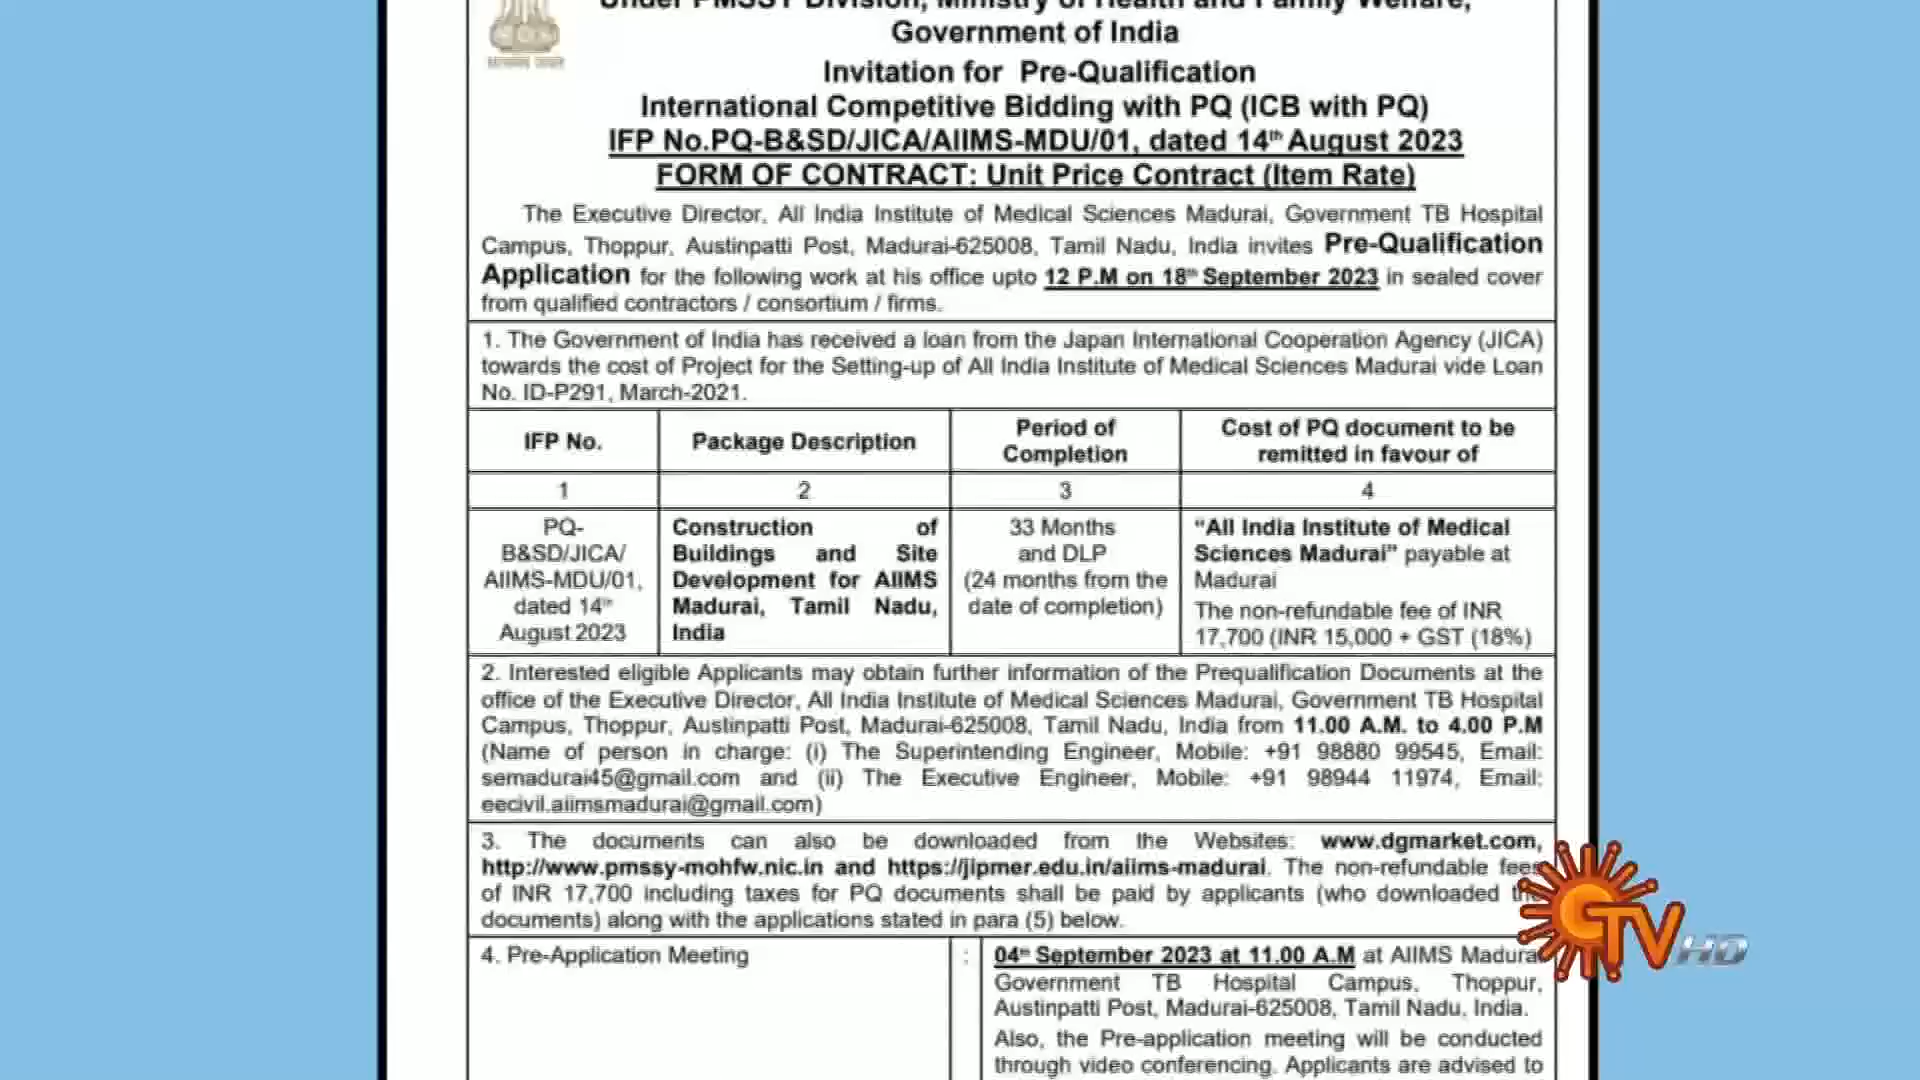 Under PMSSY Division, Ministry of Health and Family Welfare,
Government of India
Invitation for Pre-Qualification
International Competitive Bidding with PQ (ICB with PQ)
IFP No.PQ-B&SD/JICA/AIIMS-MDU/01, dated 14th August 2023
FORM OF CONTRACT: Unit Price Contract (Item Rate)
The Executive Director, All India Institute of Medical Sciences Madurai, Government TB Hospital
Campus, Thoppur, Austinpatti Post, Madurai-625008, Tamil Nadu, India invites Pre-Qualification
Application for the following work at his office upto 12 P.M on 18th September 2023 in sealed cover
from qualified contractors / consortium / firms.
1. The Government of India has received a loan from the Japan International Cooperation Agency (JICA)
towards the cost of Project for the Setting-up of All India Institute of Medical Sciences Madurai vide Loan
No. ID-P291, March-2021.
IFP No.
Package Description
Period of
Completion
Cost of PQ document to be
remitted in favour of
1
2
3
4
PQ-
B&SD/JICA/
AIIMS-MDU/01,
dated 14th
August 2023
Construction of
Buildings and Site
Development for AIIMS
Madurai, Tamil Nadu,
India
33 Months
and DLP
(24 months from the
date of completion)
“All India Institute of Medical
Sciences Madurai” payable at
Madurai
The non-refundable fee of INR
17,700 (INR 15,000 + GST (18%)
2. Interested eligible Applicants may obtain further information of the Prequalification Documents at the
office of the Executive Director, All India Institute of Medical Sciences Madurai, Government TB Hospital
Campus, Thoppur, Austinpatti Post, Madurai-625008, Tamil Nadu, India from 11.00 A.M. to 4.00 P.M
(Name of person in charge: (i) The Superintending Engineer, Mobile: +91 98880 99545, Email:
semadurai45@gmail.com and (ii) The Executive Engineer, Mobile: +91 98944 11974, Email:
eecivil.aiimsmadurai@gmail.com)
3. The documents can also be downloaded from the Websites: www.dgmarket.com,
http://www.pmssy-mohfw.nic.in and https://jipmer.edu.in/aiims-madurai. The non-refundable fees
of INR 17,700 including taxes for PQ documents shall be paid by applicants (who downloaded the
documents) along with the applications stated in para (5) below.
4. Pre-Application Meeting
:
04th September 2023 at 11.00 A.M at AIIMS Madurai
Government TB Hospital Campus, Thoppur,
Austinpatti Post, Madurai-625008, Tamil Nadu, India.
Also, the Pre-application meeting will be conducted
through video conferencing. Applicants are advised to
TV HD